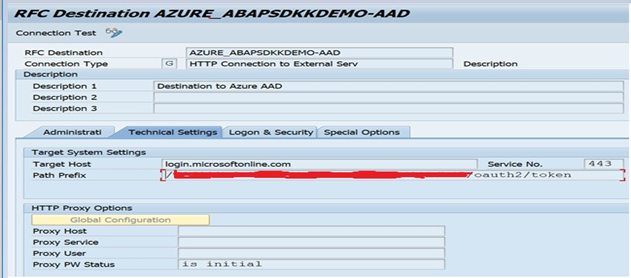 RFC Destination AZURE_ABAPSDKKDEMO-AAD
Connection Test
RFC Destination AZURE_ABAPSDKKDEMO-AAD
Connection Type G HTTP Connection to External Serv Description
Description
Description 1 Destination to Azure AAD
Description 2
Description 3
Administrati Technical Settings Logon & Security Special Options
Target System Settings
Target Host login.microsoftonline.com Service No. 443
Path Prefix / /oauth2/token
HTTP Proxy Options
Global Configuration
Proxy Host
Proxy Service
Proxy User
Proxy PW Status is initial